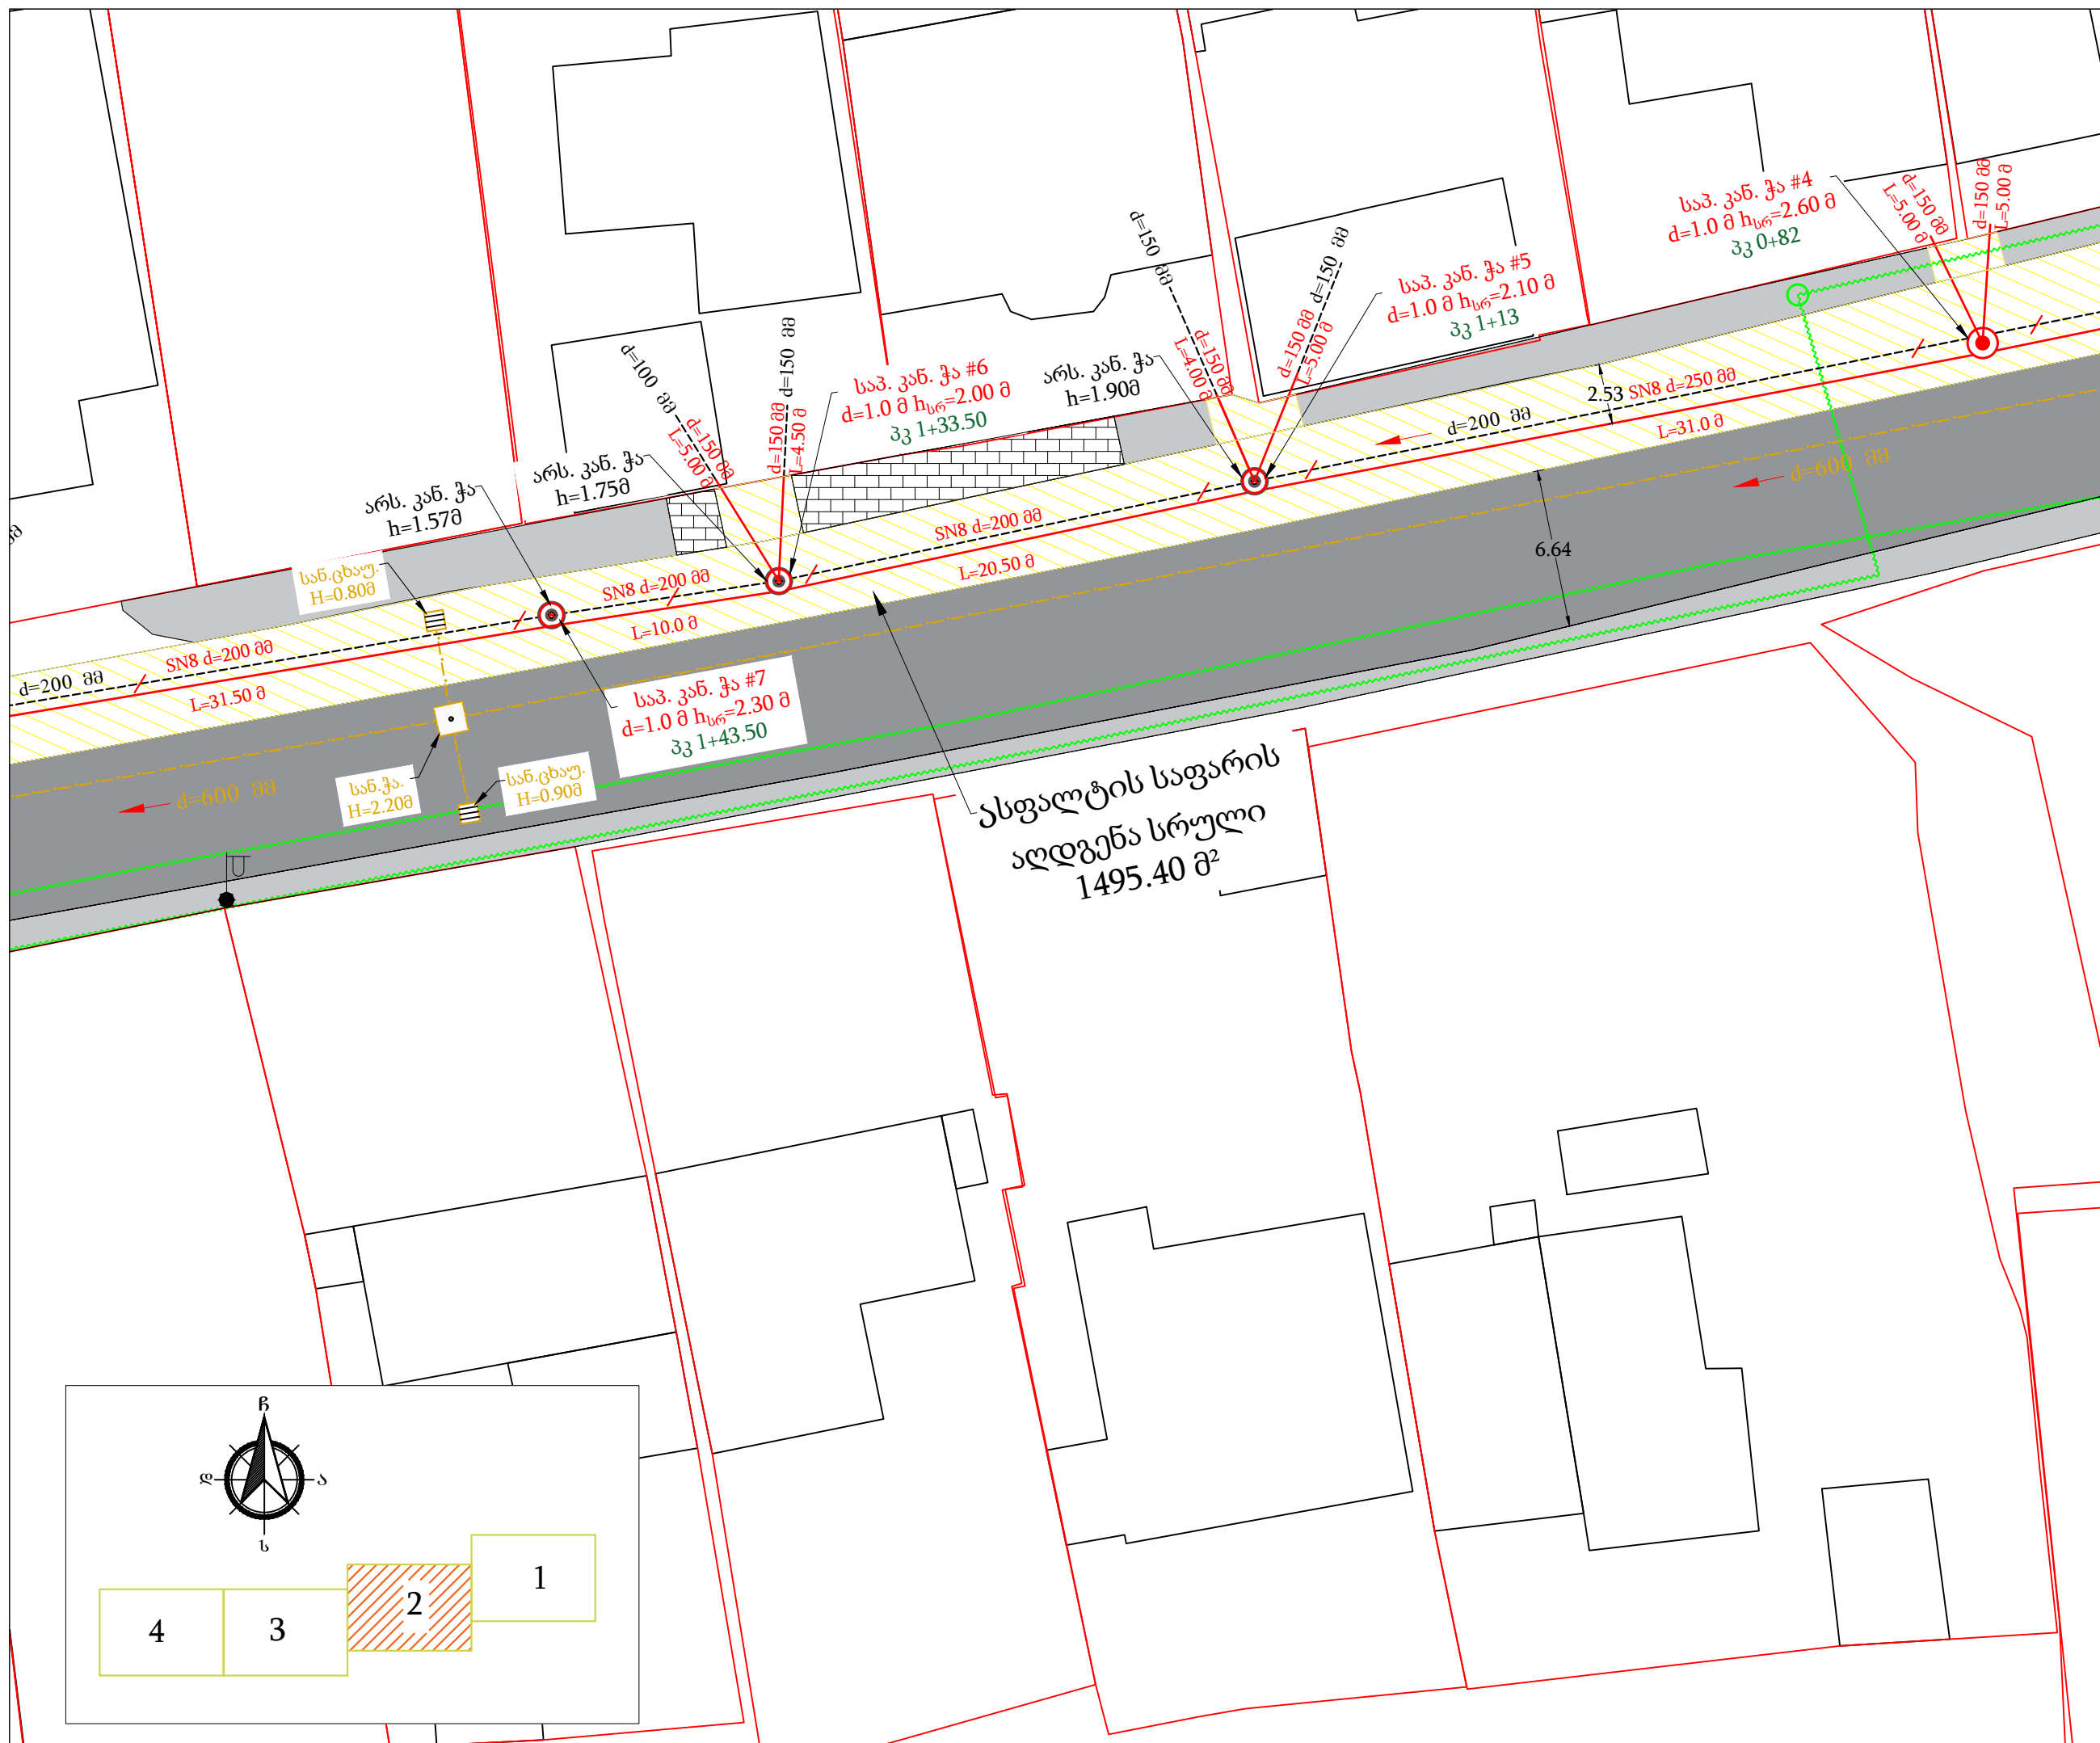 საპ. კან. ჭა #4
d=1.0 მ hსრ=2.60 მ
პკ 0+82
d=150 მმ
L=5.00 მ
d=150 მმ
L=5.00 მ
d=150 მმ
d=150 მმ
L=4.00 მ
d=150 მმ
d=150 მმ
L=5.00 მ
საპ. კან. ჭა #5
d=1.0 მ hსრ=2.10 მ
პკ 1+13
არს. კან. ჭა
h=1.90მ
d=100 მმ
d=150 მმ
L=5.00 მ
d=150 მმ
d=150 მმ
L=4.50 მ
საპ. კან. ჭა #6
d=1.0 მ hსრ=2.00 მ
პკ 1+33.50
არს. კან. ჭა
h=1.75მ
არს. კან. ჭა
h=1.57მ
2.53
SN8 d=250 მმ
d=200 მმ
L=31.0 მ
d=600 მმ
6.64
SN8 d=200 მმ
L=20.50 მ
SN8 d=200 მმ
L=10.0 მ
სან.ცხაუ.
H=0.80მ
SN8 d=200 მმ
d=200 მმ
L=31.50 მ
საპ. კან. ჭა #7
d=1.0 მ hსრ=2.30 მ
პკ 1+43.50
d=600 მმ
სან.ჭა.
H=2.20მ
სან.ცხაუ.
H=0.90მ
ასფალტის საფარის
აღდგენა სრული
1495.40 მ²
ჩ
დ
ა
ს
1
2
3
4